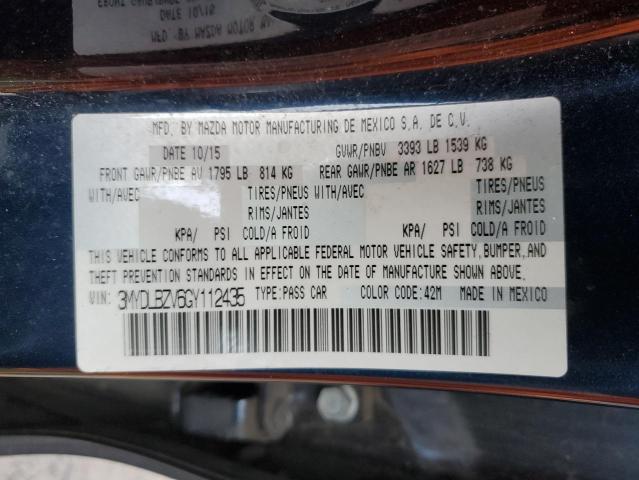 MFD. BY MAZDA MOTOR MANUFACTURING DE MEXICO S.A. DE C.V.
DATE 10/15 GVWR/PNBV 3393 LB 1539 KG
FRONT GAWR/PNBE AV 1795 LB 814 KG REAR GAWR/PNBE AR 1627 LB 738 KG
WITH/AVEC TIRES/PNEUS WITH/AVEC TIRES/PNEUS
RIMS/JANTES RIMS/JANTES
KPA/ PSI COLD/A FROID KPA/ PSI COLD/A FROID
THIS VEHICLE CONFORMS TO ALL APPLICABLE FEDERAL MOTOR VEHICLE SAFETY, BUMPER, AND
THEFT PREVENTION STANDARDS IN EFFECT ON THE DATE OF MANUFACTURE SHOWN ABOVE.
VIN: 3MYDLBZV6GY112435 TYPE:PASS CAR COLOR CODE:42M MADE IN MEXICO